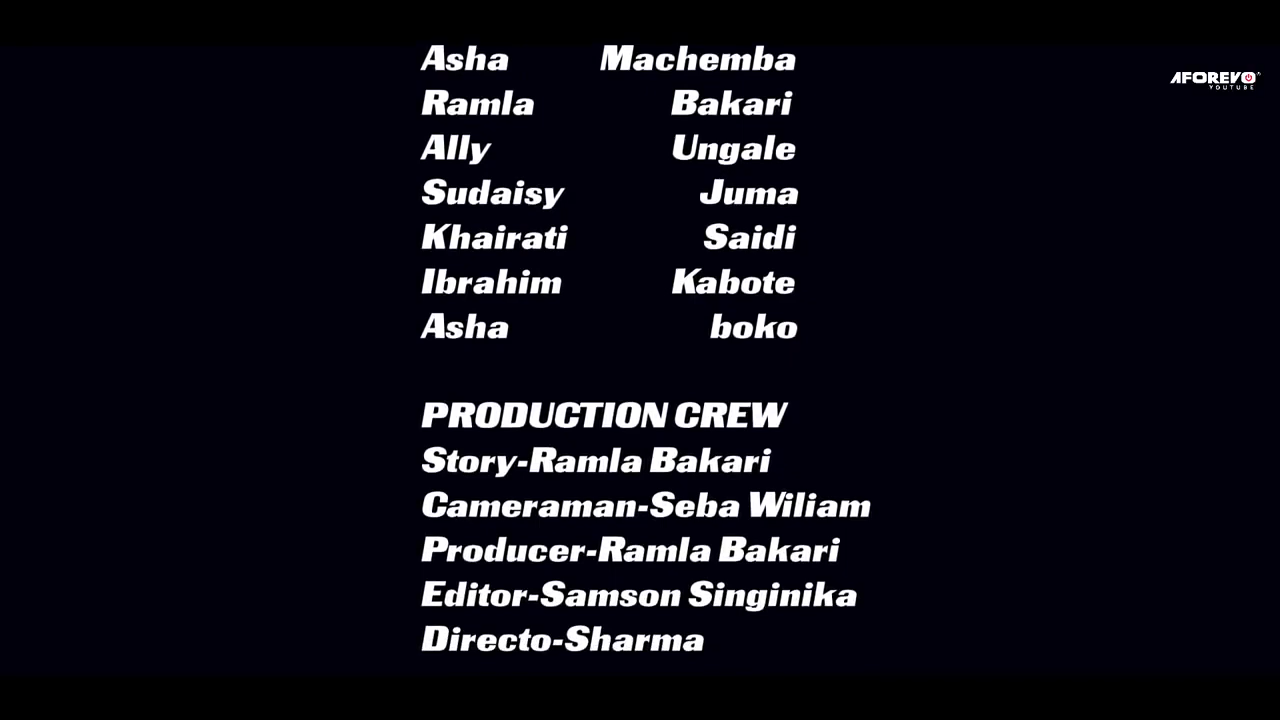 Asha Machemba
AFOREVO
YOUTUBE
Ramla Bakari
Ally Ungale
Sudaisy Juma
Khairati Saidi
Ibrahim Kabote
Asha boko
PRODUCTION CREW
Story-Ramla Bakari
Cameraman-Seba Wiliam
Producer-Ramla Bakari
Editor-Samson Singinika
Directo-Sharma